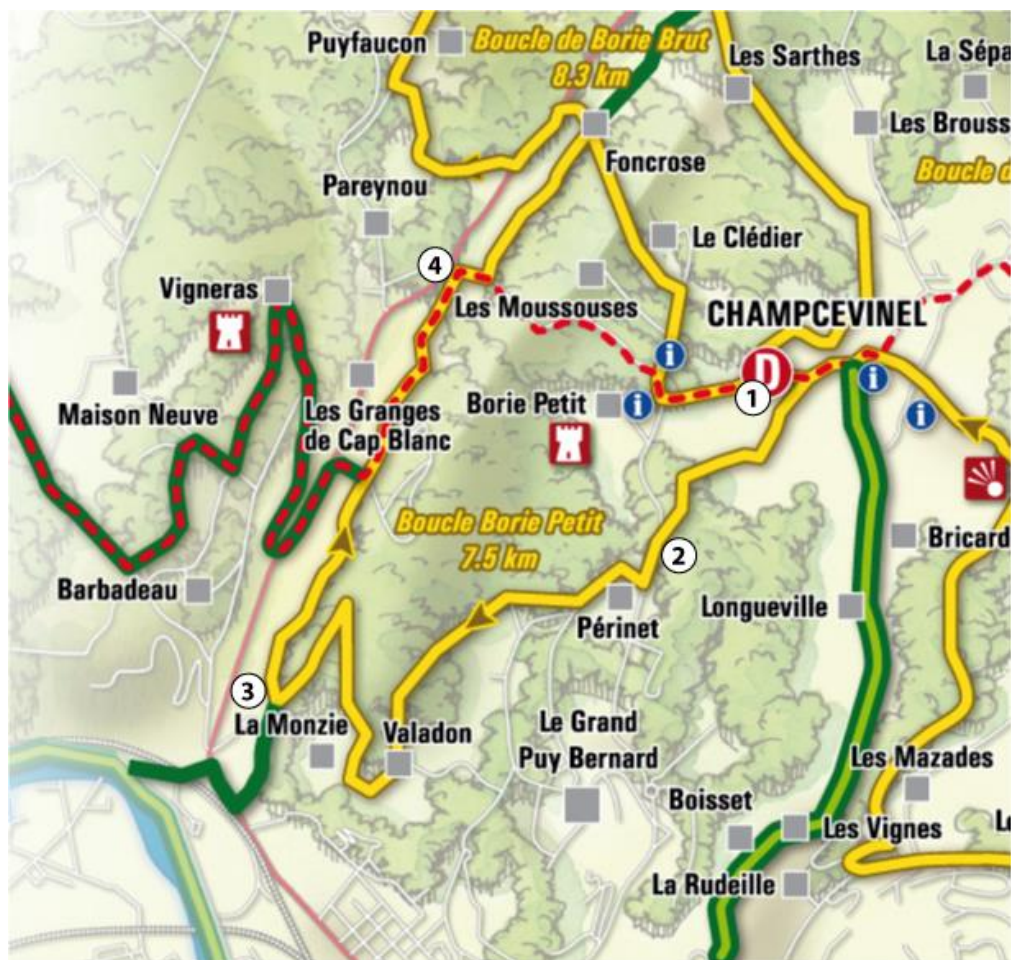 Puyfaucon
Boucle de Borie Brut
8.3 km
Les Sarthes
La Sépa
Les Brouss
Foncrose
Boucle d
Pareynou
Le Clédier
4
Vigneras
Les Moussouses
CHAMPCEVINEL
i
D
i
1
Maison Neuve
Les Granges
de Cap Blanc
Borie Petit
i
i
Boucle Borie Petit
7.5 km
2
Bricard
Barbadeau
Périnet
Longueville
3
La Monzie
Valadon
Le Grand
Puy Bernard
Les Mazades
Boisset
Les Vignes
Le
La Rudeille